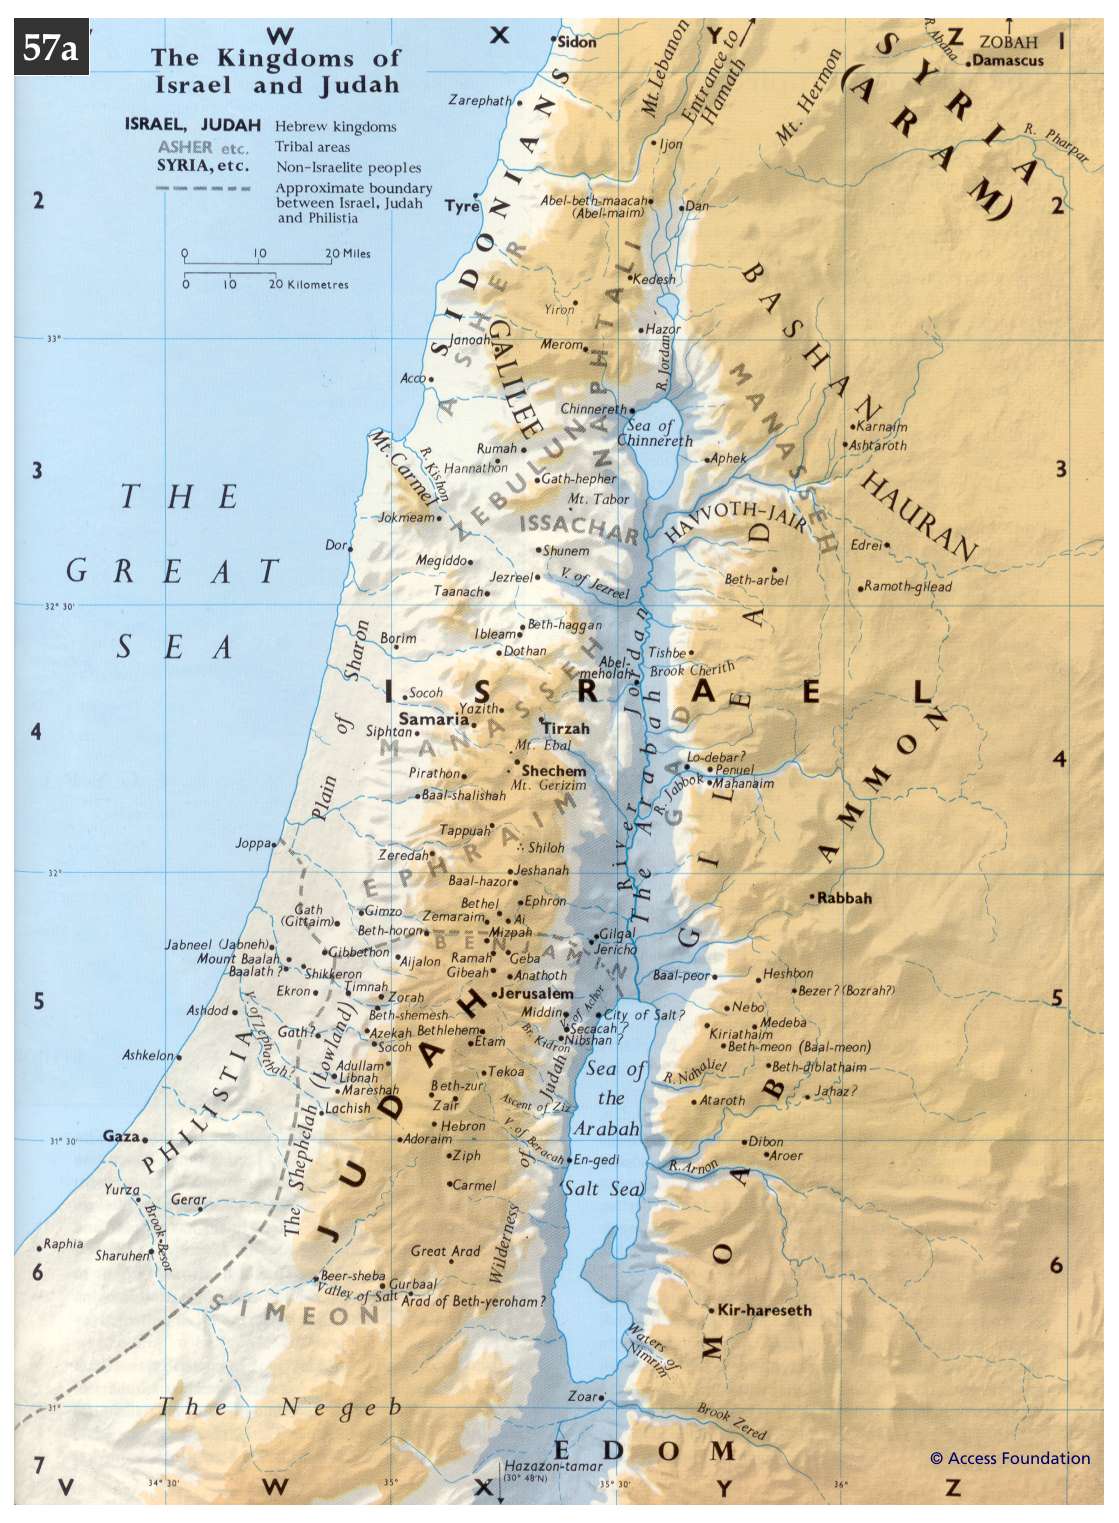 57a
The Kingdoms of
Israel and Judah
ISRAEL, JUDAH Hebrew kingdoms
ASHER etc. Tribal areas
SYRIA, etc. Non-Israelite peoples
Approximate boundary
between Israel, Judah
and Philistia
0 10 20 Miles
0 10 20 Kilometres
W
X
Y
Z
1
Sidon
Mt. Lebanon
Entrance to
Hamath
Mt. Hermon
R. Abana
ZOBAH
Damascus
SYRIA
(ARAM)
R. Pharpar
Zarephath
Ijon
2
Tyre
Abel-beth-maacah
(Abel-maim)
Dan
2
SIDONIANS
ASHER
NAPHTALI
Kedesh
BASHAN
Yiron
Hazor
33°
Janoah
GALILEE
Merom
R. Jordan
MANASSEH
Acco
Chinnereth
Sea of
Chinnereth
Karnaim
Ashtaroth
Mt. Carmel
R. Kishon
Rumah
Hannathon
Aphek
3
3
ZEBULUN
Gath-hepher
Mt. Tabor
HAURAN
THE
GREAT
SEA
Jokmeam
ISSACHAR
HAVVOTH-JAIR
Dor
Megiddo
Shunem
Edrei
Jezreel
V. of Jezreel
Beth-arbel
Ramoth-gilead
Taanach
32° 30'
Beth-haggan
Ibleam
Borim
Dothan
Tishbe
Abel-
meholah
Brook Cherith
Plain of Sharon
ISRAEL
Socoh
Yazith
Samaria
Siphtan
Tirzah
4
4
MANASSEH
Mt. Ebal
Shechem
Mt. Gerizim
Pirathon
Baal-shalishah
GAD
GILEAD
Lo-debar?
Penuel
Mahanaim
R. Jabbok
AMMON
River Jordan
The Arabah
Tappuah
Joppa
Zeredah
Shiloh
EPHRAIM
32°
Jeshanah
Baal-hazor
Rabbah
Gath
(Gittaim)
Gimzo
Bethel
Ephron
Zemaraim
Ai
Beth-horon
Mizpah
BENJAMIN
Gilgal
Jericho
Jabneel (Jabneh)
Gibbethon
Mount Baalah
Aijalon
Ramah
Geba
Baalath?
Shikkeron
Gibeah
Anathoth
Baal-peor
Heshbon
Ekron
Timnah
Zorah
Jerusalem
Bezer? (Bozrah?)
5
5
Ashdod
Beth-shemesh
Middin
V. of Achor
City of Salt?
Nebo
V. of Zephathah?
Gath?
Azekah
Bethlehem
Secacah?
Kiriathaim
Medeba
Socoh
Etam
Br. Kidron
Nibshan?
Beth-meon (Baal-meon)
Ashkelon
Adullam
Libnah
Tekoa
Sea of
the
Arabah
(Salt Sea)
R. Nahaliel
Beth-diblathaim
Mareshah
Beth-zur
Lachish
Zair
Ascent of Ziz
Ataroth
Jahaz?
PHILISTIA
The Shephelah (Lowland)
JUDAH
Hebron
V. of Beracah
31° 30'
Gaza
Adoraim
Dibon
Ziph
En-gedi
R. Arnon
Aroer
Yurza
Carmel
Gerar
Brook Besor
Wilderness of Judah
MOAB
Raphia
Sharuhen
Great Arad
6
6
Beer-sheba
Gurbaal
Valley of Salt
Arad of Beth-yeroham?
SIMEON
Kir-hareseth
Waters of
Nimrim
Zoar
31°
The Negeb
Brook Zered
EDOM
© Access Foundation
7
Hazazon-tamar
(30° 48'N)
V
34° 30'
W
35°
X
35° 30'
Y
36°
Z